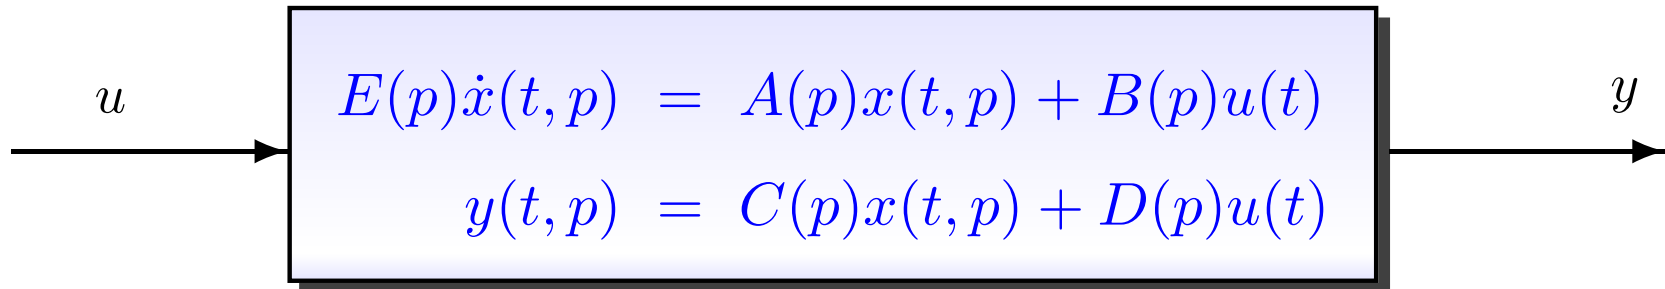 u
E(p)ẋ(t, p) = A(p)x(t, p) + B(p)u(t)
y(t, p) = C(p)x(t, p) + D(p)u(t)
y